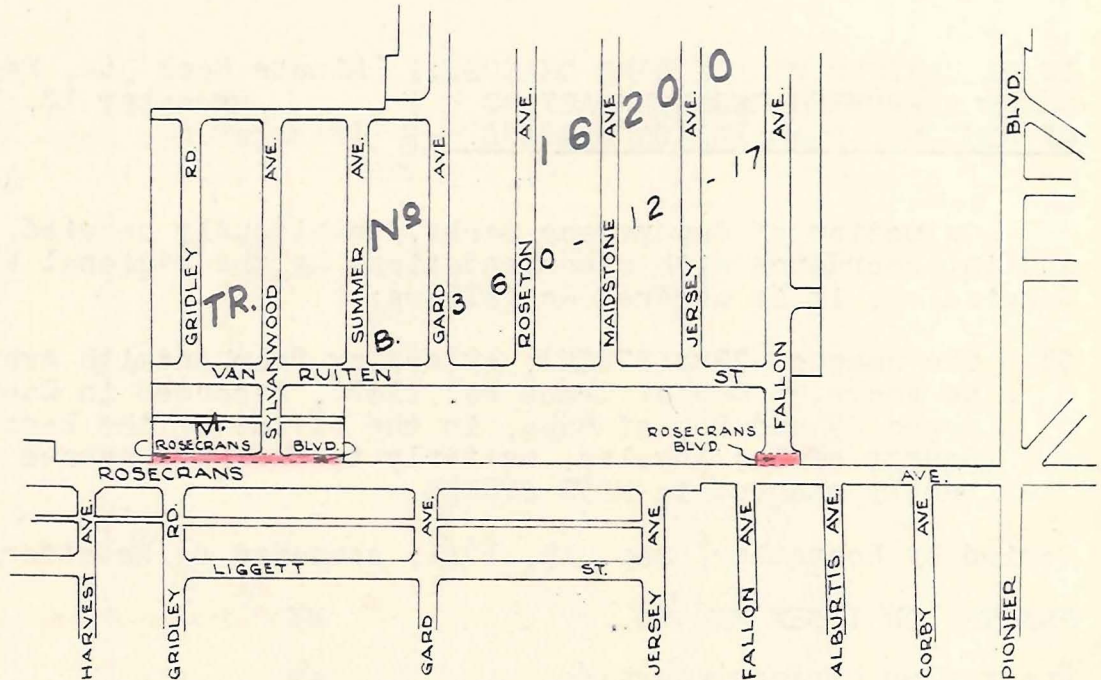 GRIDLEY RD.
SYLVANWOOD AVE.
SUMMER AVE.
GARD AVE.
ROSETON AVE.
MAIDSTONE AVE
JERSEY AVE.
FALLON AVE.
BLVD.
TR. Nº 16200
M. B. 360-12-17
VAN RUITEN ST.
ROSECRANS BLVD.
ROSECRANS BLVD
ROSECRANS AVE.
HARVEST AVE.
GRIDLEY RD.
GARD AVE
LIGGETT ST.
JERSEY AVE
FALLON AVE
ALBURTIS AVE.
CORBY AVE
PIONEER